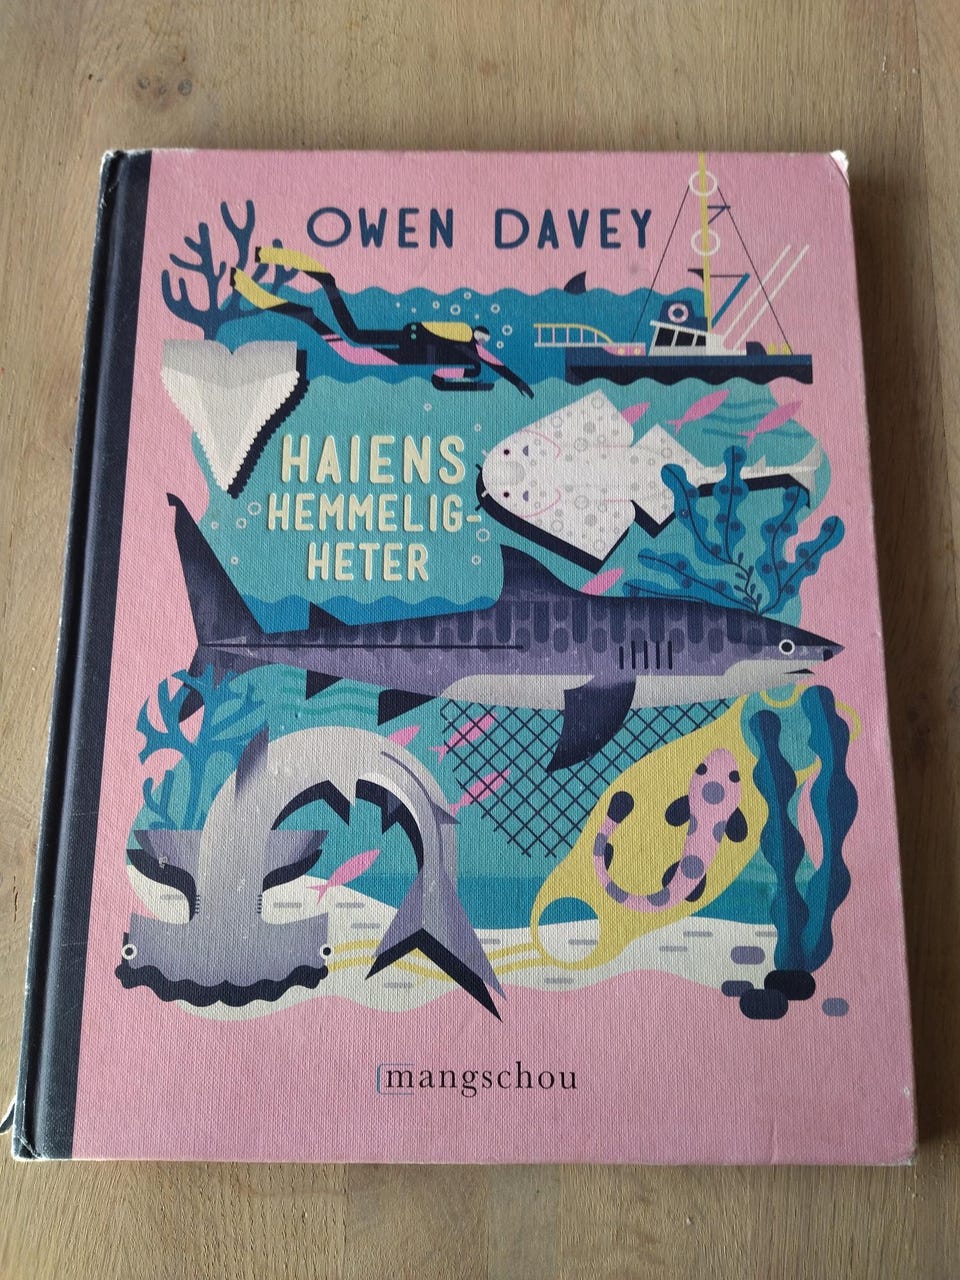 OWEN DAVEY
HAIENS
HEMMELIG-
HETER
mangschou